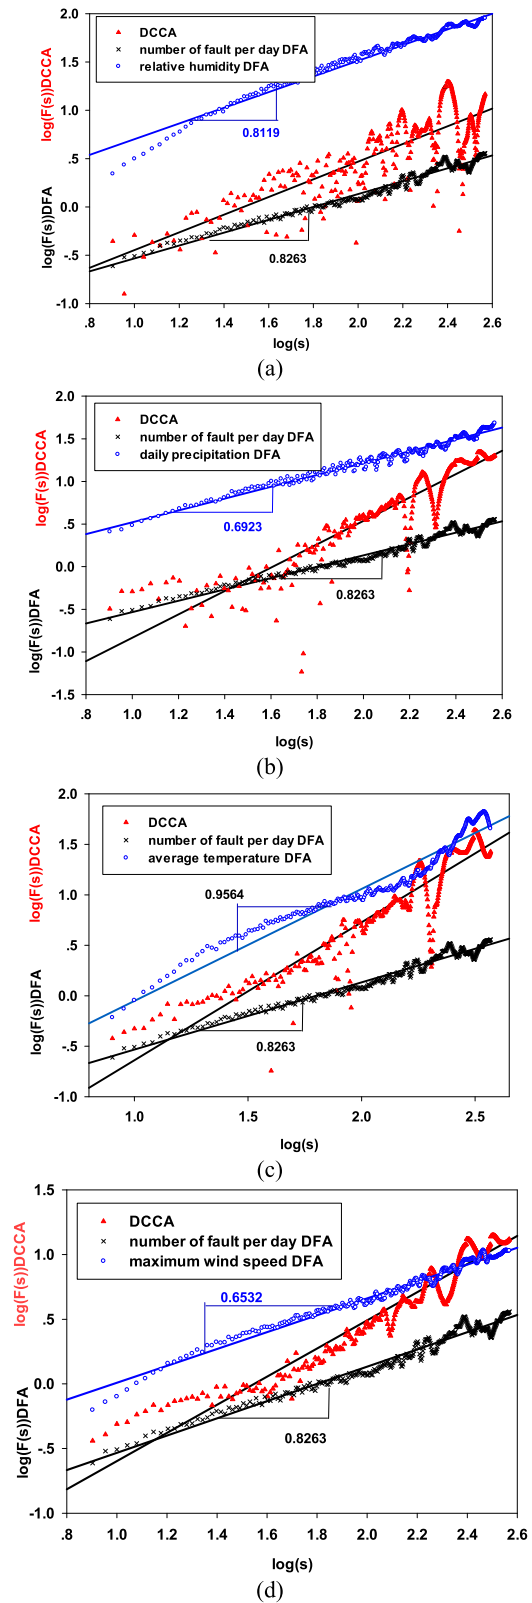 log(F(s))DFA log(F(s))DCCA
2.0
1.5
1.0
.5
0.0
-.5
-1.0
DCCA
number of fault per day DFA
relative humidity DFA
0.8119
0.8263
.8 1.0 1.2 1.4 1.6 1.8 2.0 2.2 2.4 2.6
log(s)
(a)
log(F(s))DFA log(F(s))DCCA
2.0
1.5
1.0
.5
0.0
-.5
-1.0
-1.5
DCCA
number of fault per day DFA
daily precipitation DFA
0.6923
0.8263
.8 1.0 1.2 1.4 1.6 1.8 2.0 2.2 2.4 2.6
log(s)
(b)
log(F(s))DFA log(F(s))DCCA
2.0
1.5
1.0
.5
0.0
-.5
-1.0
DCCA
number of fault per day DFA
average temperature DFA
0.9564
0.8263
1.0 1.5 2.0 2.5
log(s)
(c)
log(F(s))DFA log(F(s))DCCA
1.5
1.0
.5
0.0
-.5
-1.0
DCCA
number of fault per day DFA
maximum wind speed DFA
0.6532
0.8263
.8 1.0 1.2 1.4 1.6 1.8 2.0 2.2 2.4 2.6
log(s)
(d)